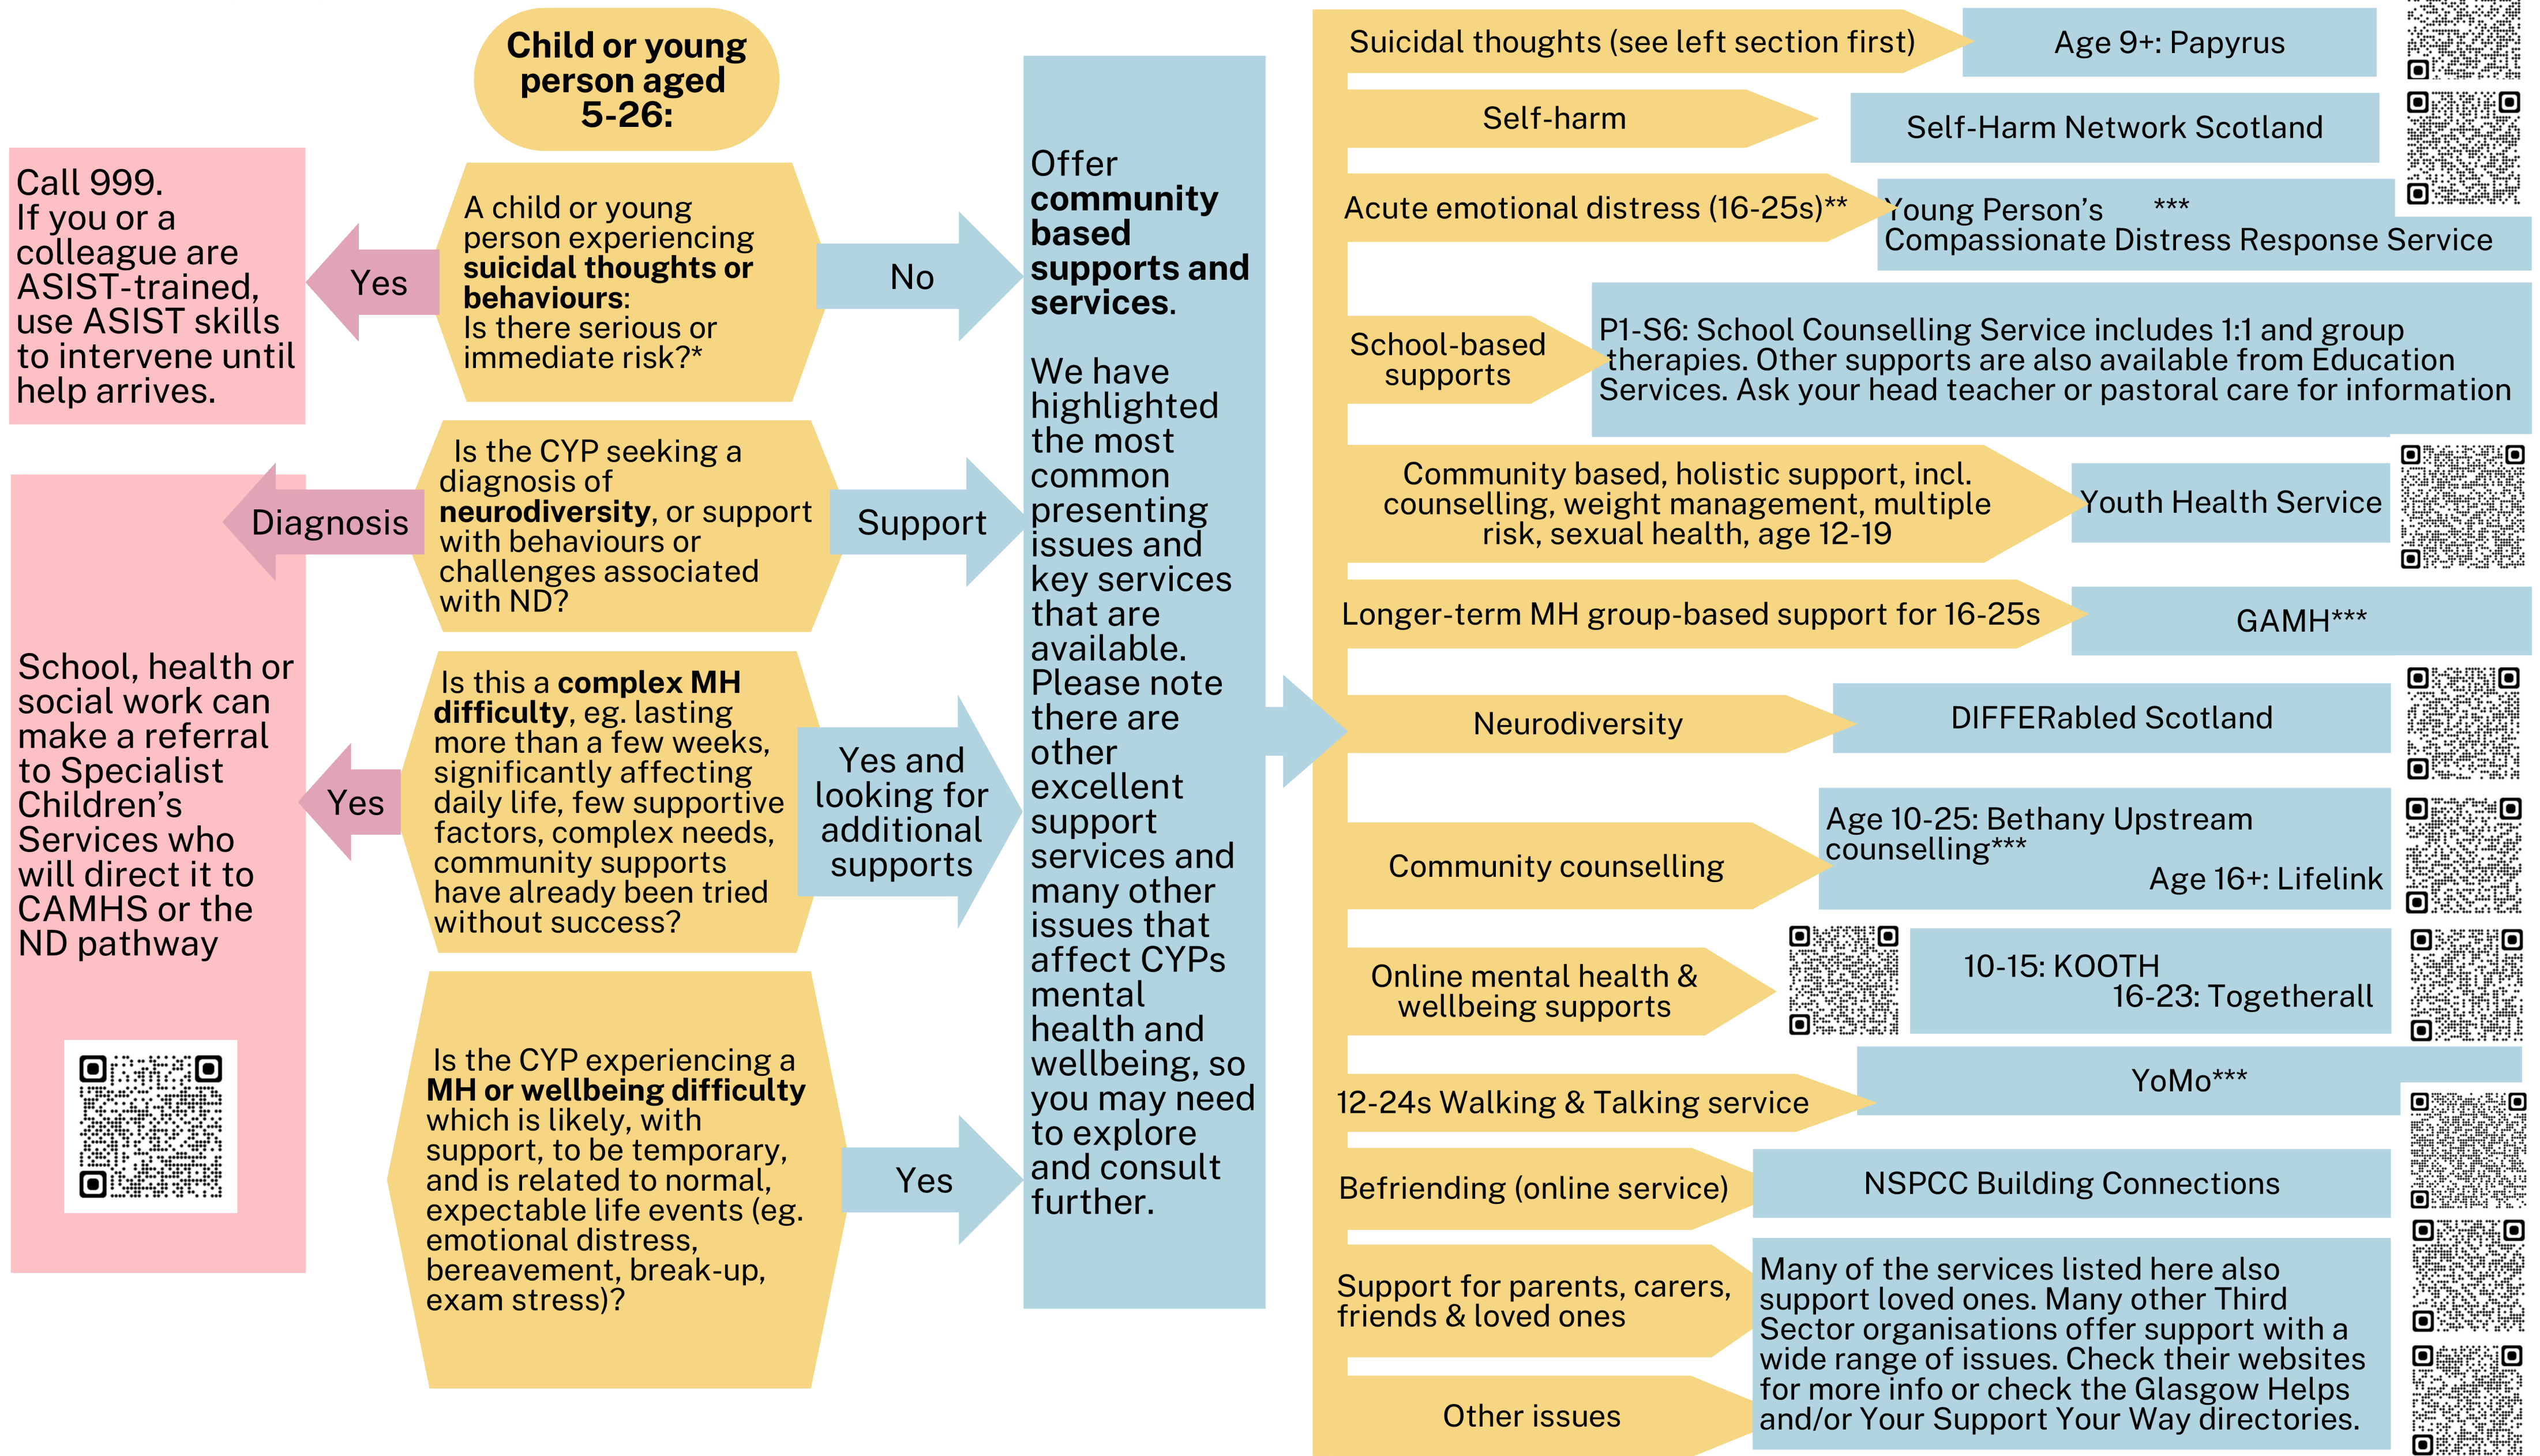 Child or young
person aged
5-26:
Call 999.
If you or a
colleague are
ASIST-trained,
use ASIST skills
to intervene until
help arrives.
Yes
A child or young
person experiencing
suicidal thoughts or
behaviours:
Is there serious or
immediate risk?*
No
Diagnosis
Is the CYP seeking a
diagnosis of
neurodiversity, or support
with behaviours or
challenges associated
with ND?
Support
School, health or
social work can
make a referral
to Specialist
Children's
Services who
will direct it to
CAMHS or the
ND pathway
Yes
Is this a complex MH
difficulty, eg. lasting
more than a few weeks,
significantly affecting
daily life, few supportive
factors, complex needs,
community supports
have already been tried
without success?
Yes and
looking for
additional
supports
Is the CYP experiencing a
MH or wellbeing difficulty
which is likely, with
support, to be temporary,
and is related to normal,
expectable life events (eg.
emotional distress,
bereavement, break-up,
exam stress)?
Yes
Offer
community
based
supports and
services.
We have
highlighted
the most
common
presenting
issues and
key services
that are
available.
Please note
there are
other
excellent
support
services and
many other
issues that
affect CYPs
mental
health and
wellbeing, so
you may need
to explore
and consult
further.
Suicidal thoughts (see left section first)
Age 9+: Papyrus
Self-harm
Self-Harm Network Scotland
Acute emotional distress (16-25s)**
Young Person's ***
Compassionate Distress Response Service
School-based
supports
P1-S6: School Counselling Service includes 1:1 and group
therapies. Other supports are also available from Education
Services. Ask your head teacher or pastoral care for information
Community based, holistic support, incl.
counselling, weight management, multiple
risk, sexual health, age 12-19
Youth Health Service
Longer-term MH group-based support for 16-25s
GAMH***
Neurodiversity
DIFFERabled Scotland
Community counselling
Age 10-25: Bethany Upstream
counselling***
Age 16+: Lifelink
Online mental health &
wellbeing supports
10-15: KOOTH
16-23: Togetherall
12-24s Walking & Talking service
YoMo***
Befriending (online service)
NSPCC Building Connections
Support for parents, carers,
friends & loved ones
Other issues
Many of the services listed here also
support loved ones. Many other Third
Sector organisations offer support with a
wide range of issues. Check their websites
for more info or check the Glasgow Helps
and/or Your Support Your Way directories.